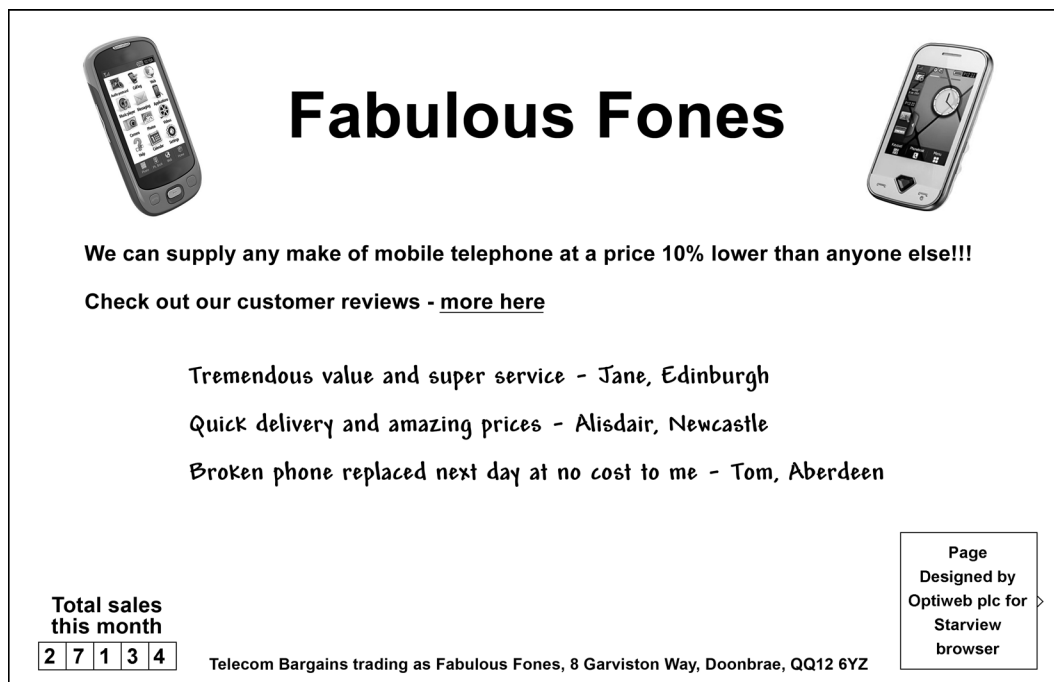 Fabulous Fones
We can supply any make of mobile telephone at a price 10% lower than anyone else!!!
Check out our customer reviews - more here
Tremendous value and super service - Jane, Edinburgh
Quick delivery and amazing prices - Alisdair, Newcastle
Broken phone replaced next day at no cost to me - Tom, Aberdeen
Total sales
this month
2 7 1 3 4
Telecom Bargains trading as Fabulous Fones, 8 Garviston Way, Doonbrae, QQ12 6YZ
Page
Designed by
Optiweb plc for
Starview
browser